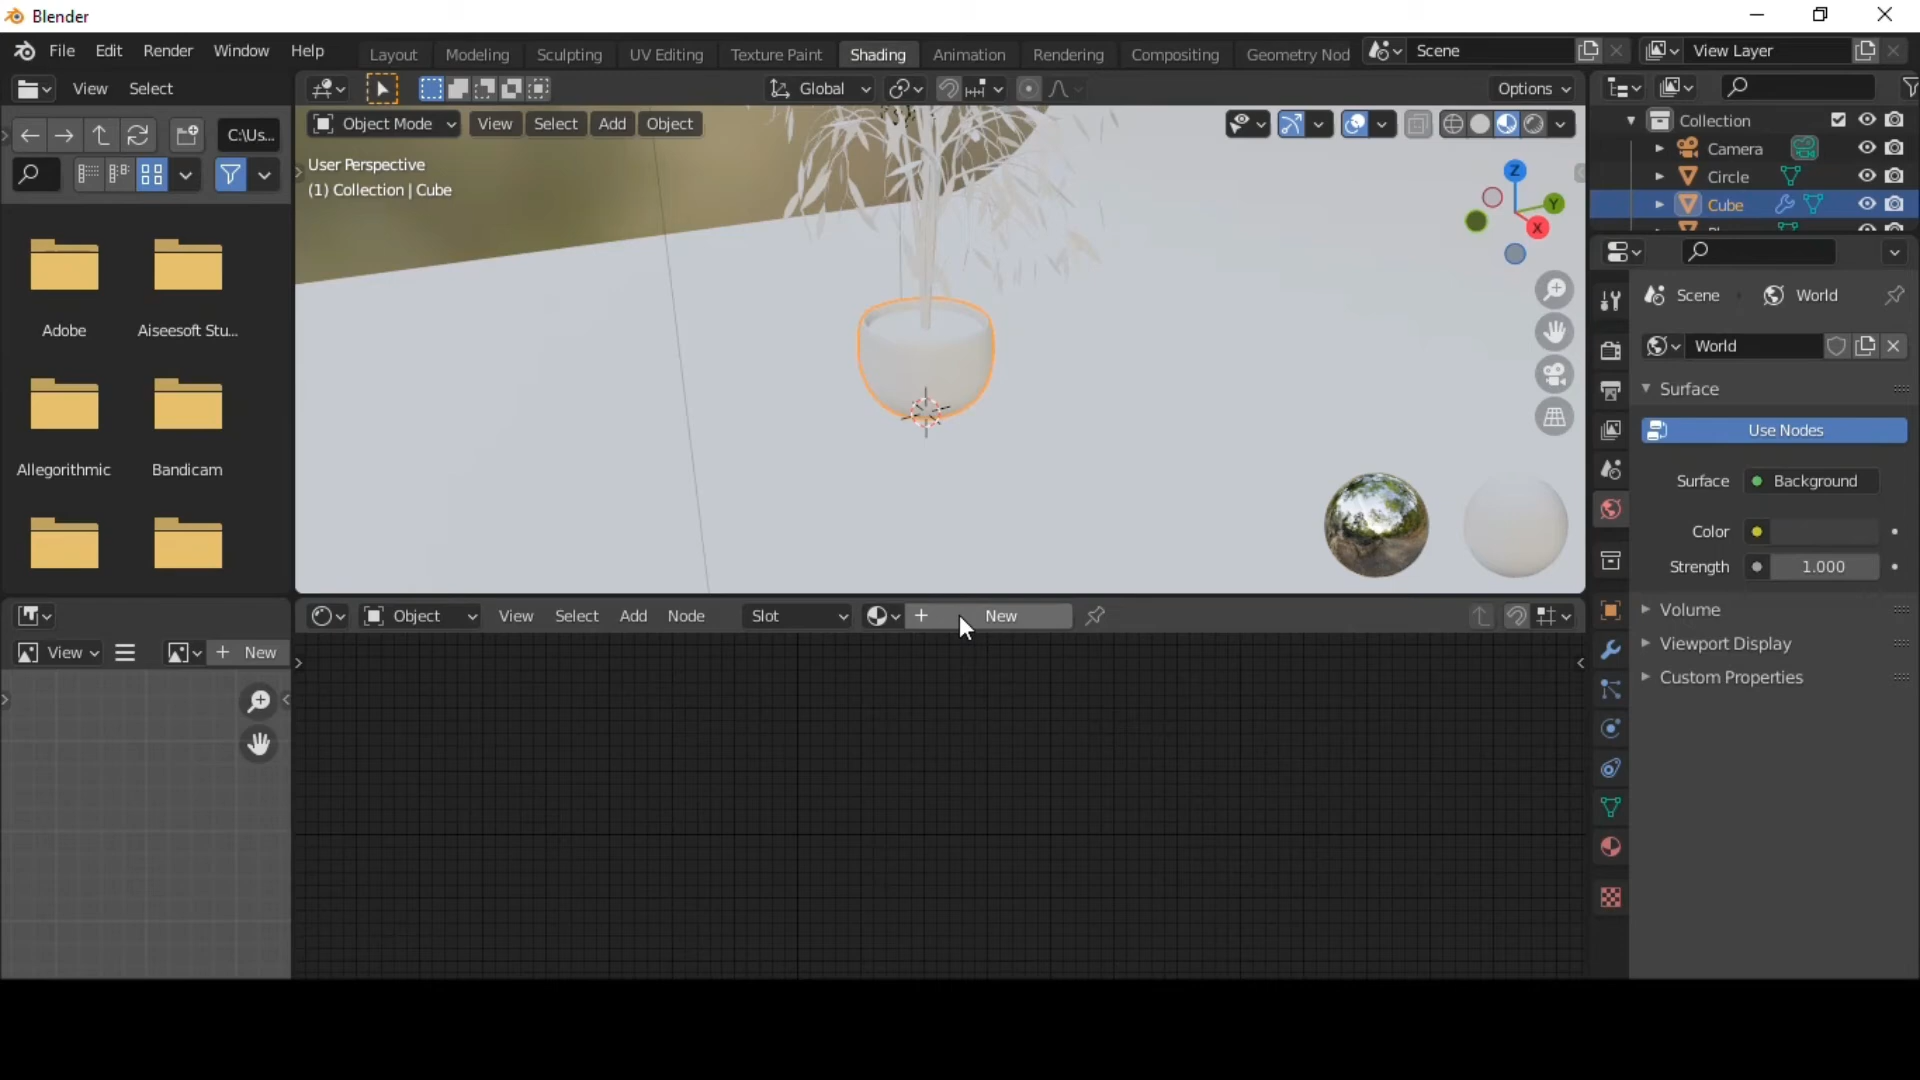 Blender
File Edit Render Window Help
Layout Modeling Sculpting UV Editing Texture Paint Shading Animation Rendering Compositing Geometry Nod
Scene
View Layer
View Select
Global
Options
C:\Us...
Object Mode View Select Add Object
User Perspective
(1) Collection | Cube
Z
Y
X
Adobe
Aiseesoft Stu...
Allegorithmic
Bandicam
Collection
Camera
Circle
Cube
Scene
World
World
Surface
Use Nodes
Surface
Background
Color
Strength
1.000
Volume
Viewport Display
Custom Properties
Object View Select Add Node Slot New
View
New